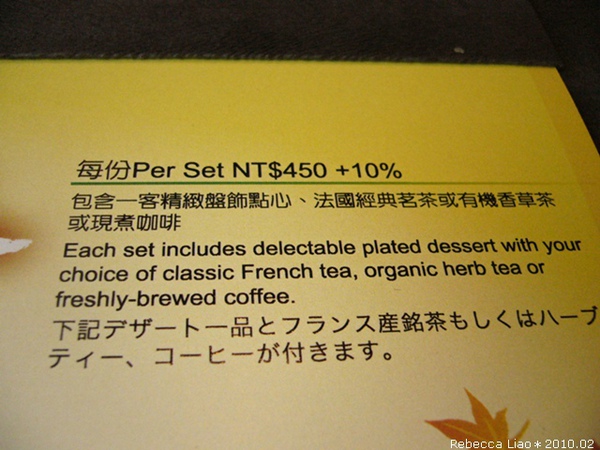 每份Per Set NT$450 +10%
包含一客精緻盤飾點心、法國經典茗茶或有機香草茶
或現煮咖啡
Each set includes delectable plated dessert with your
choice of classic French tea, organic herb tea or
freshly-brewed coffee.
下記デザート一品とフランス産銘茶もしくはハーブ
ティー、コーヒーが付きます。
Rebecca Liao＊2010.02